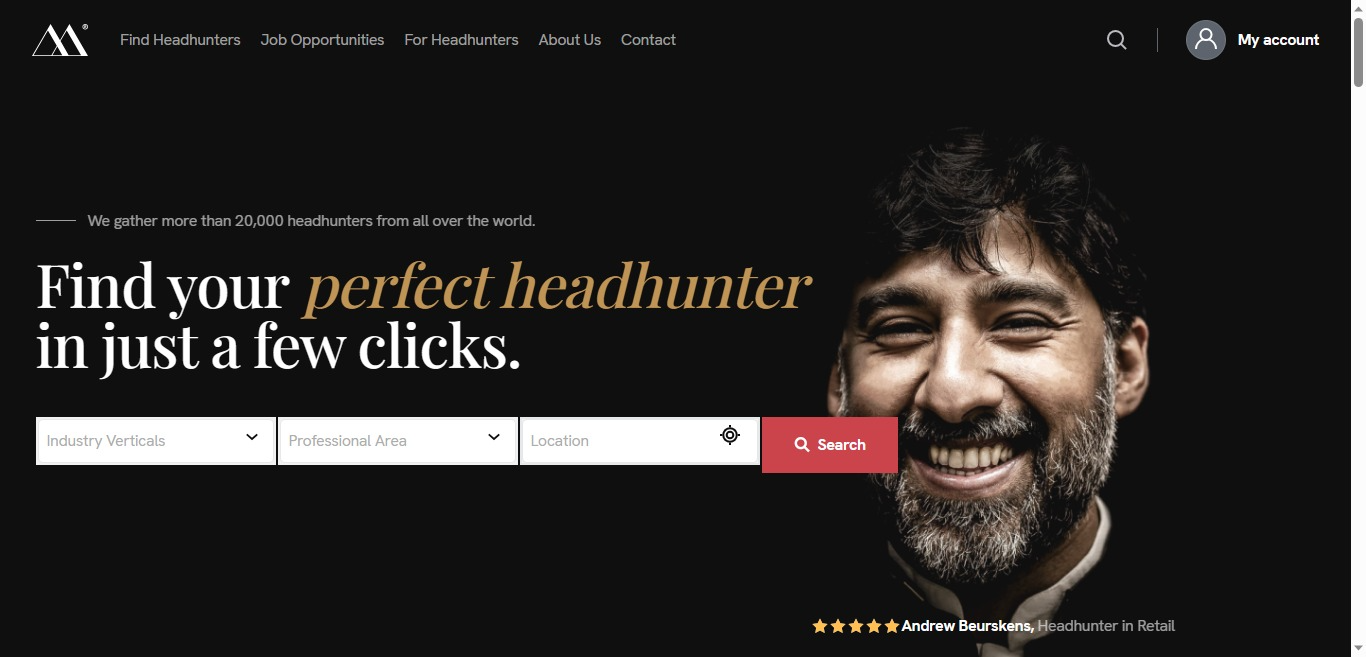 Find Headhunters
Job Opportunities
For Headhunters
About Us
Contact
My account
We gather more than 20,000 headhunters from all over the world.
Find your perfect headhunter
in just a few clicks.
Industry Verticals
Professional Area
Location
Search
Andrew Beurskens, Headhunter in Retail